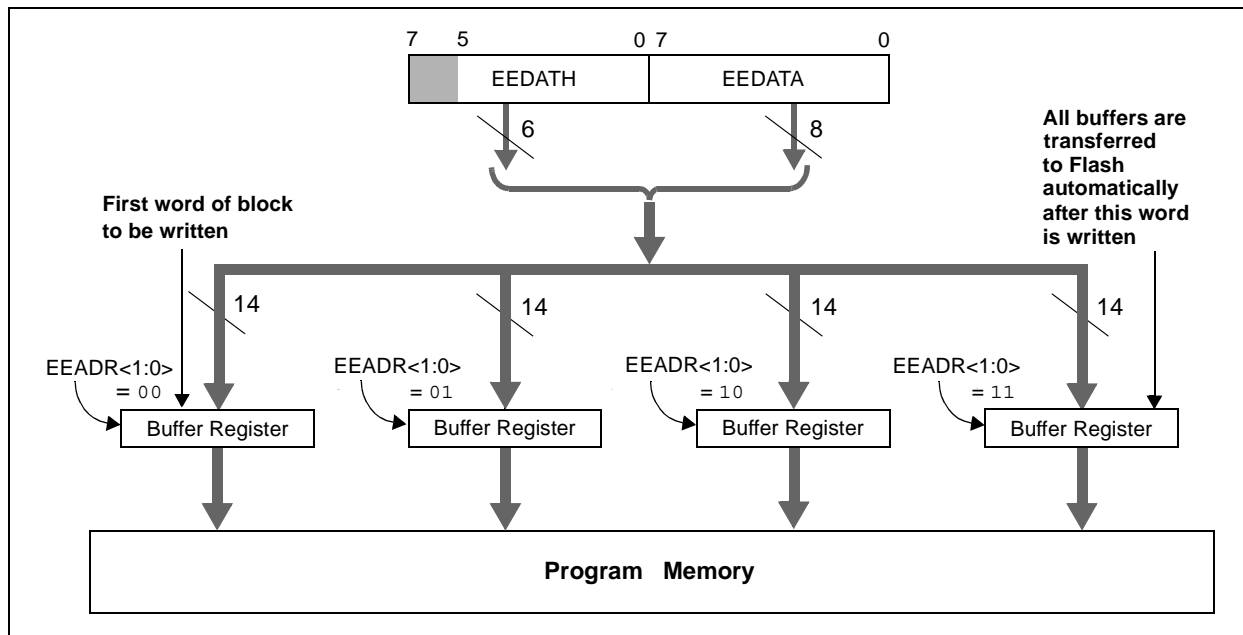 7 5 0 7 0
EEDATH EEDATA
6 8
All buffers are
transferred
to Flash
automatically
after this word
is written
First word of block
to be written
14 14 14 14
EEADR<1:0>
= 00
EEADR<1:0>
= 01
EEADR<1:0>
= 10
EEADR<1:0>
= 11
Buffer Register Buffer Register Buffer Register Buffer Register
Program Memory